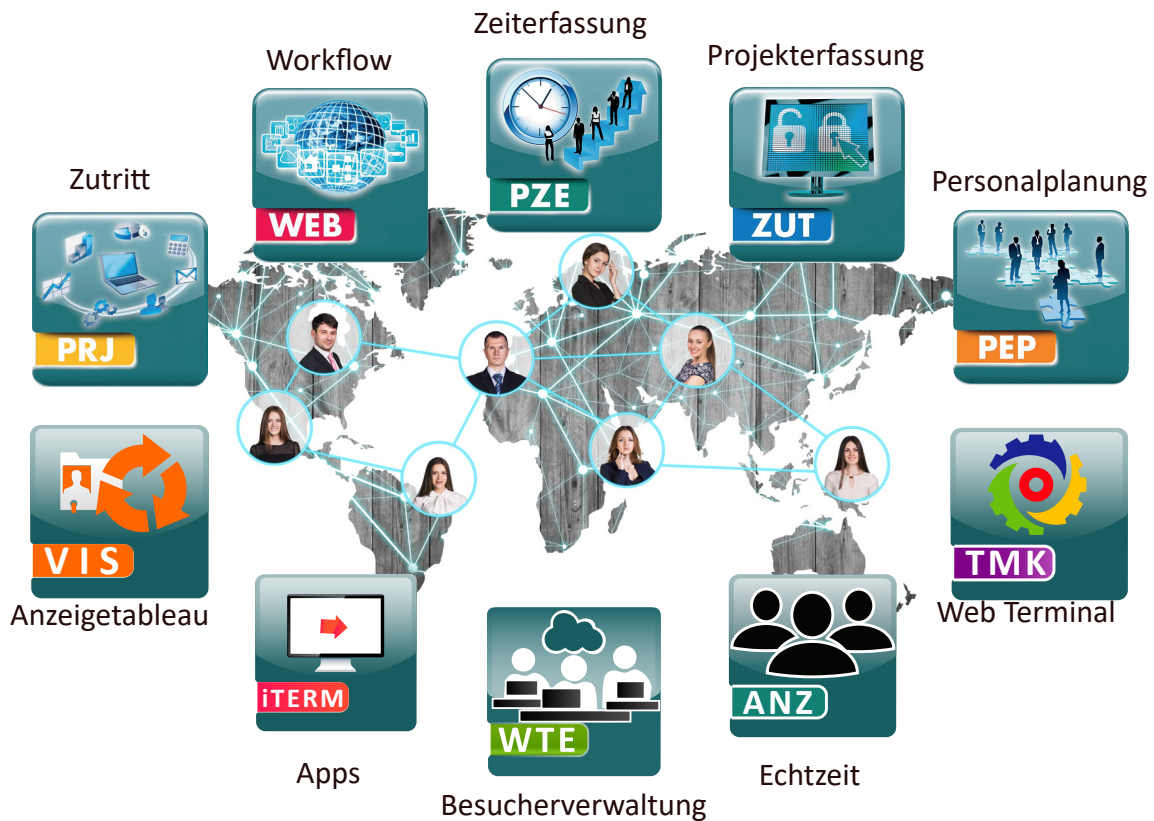 Zeiterfassung
Workflow
Projekterfassung
PZE
WEB
ZUT
Zutritt
Personalplanung
PRJ
PEP
VIS
TMK
Anzeigetableau
Web Terminal
iTERM
ANZ
WTE
Apps
Echtzeit
Besucherverwaltung